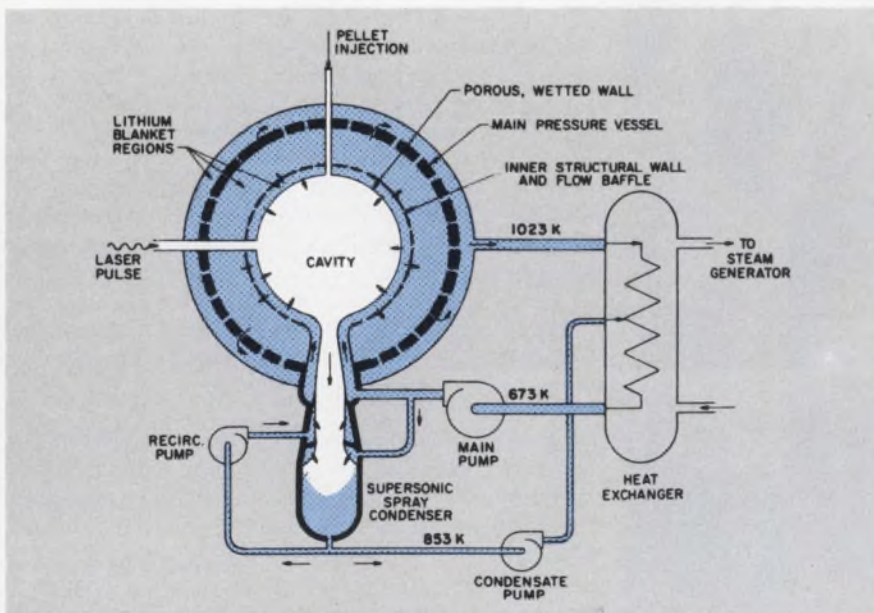 PELLET
INJECTION
POROUS, WETTED WALL
LITHIUM
BLANKET
REGIONS
MAIN PRESSURE VESSEL
INNER STRUCTURAL WALL
AND FLOW BAFFLE
1023 K
TO
STEAM
GENERATOR
LASER
PULSE
CAVITY
673 K
RECIRC.
PUMP
MAIN
PUMP
HEAT
EXCHANGER
SUPERSONIC
SPRAY
CONDENSER
853 K
CONDENSATE
PUMP